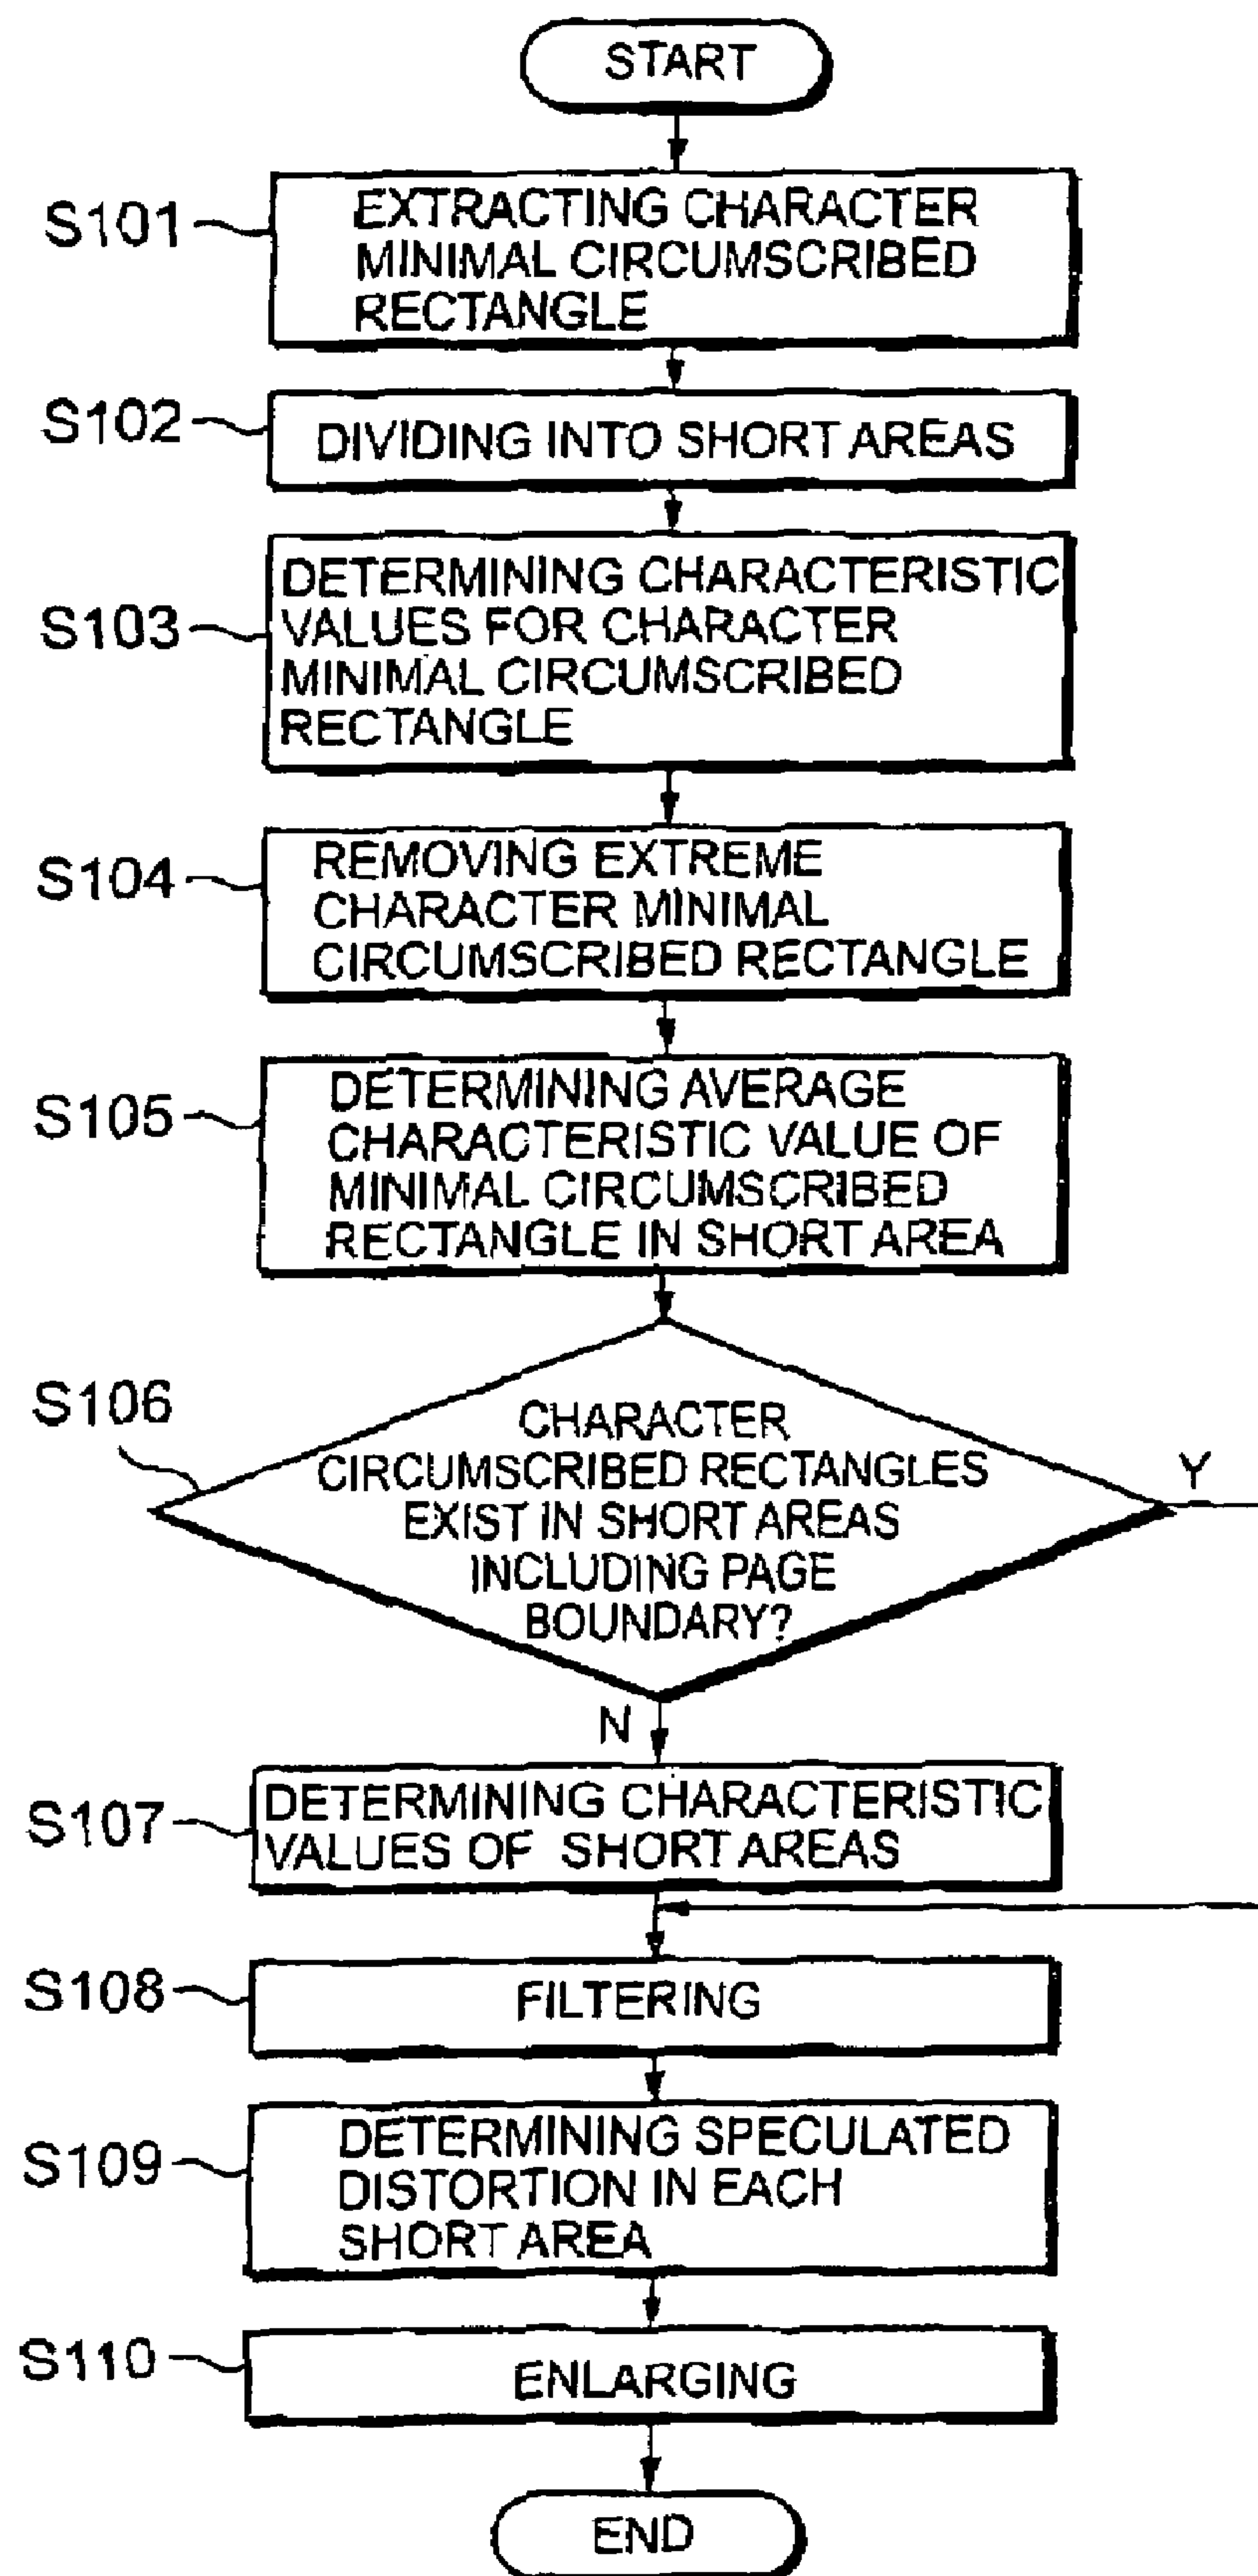 START
S101
EXTRACTING CHARACTER
MINIMAL CIRCUMSCRIBED
RECTANGLE
S102
DIVIDING INTO SHORT AREAS
S103
DETERMINING CHARACTERISTIC
VALUES FOR CHARACTER
MINIMAL CIRCUMSCRIBED
RECTANGLE
S104
REMOVING EXTREME
CHARACTER MINIMAL
CIRCUMSCRIBED RECTANGLE
S105
DETERMINING AVERAGE
CHARACTERISTIC VALUE OF
MINIMAL CIRCUMSCRIBED
RECTANGLE IN SHORT AREA
S106
CHARACTER
CIRCUMSCRIBED RECTANGLES
EXIST IN SHORT AREAS
INCLUDING PAGE
BOUNDARY?
Y
N
S107
DETERMINING CHARACTERISTIC
VALUES OF SHORT AREAS
S108
FILTERING
S109
DETERMINING SPECULATED
DISTORTION IN EACH
SHORT AREA
S110
ENLARGING
END